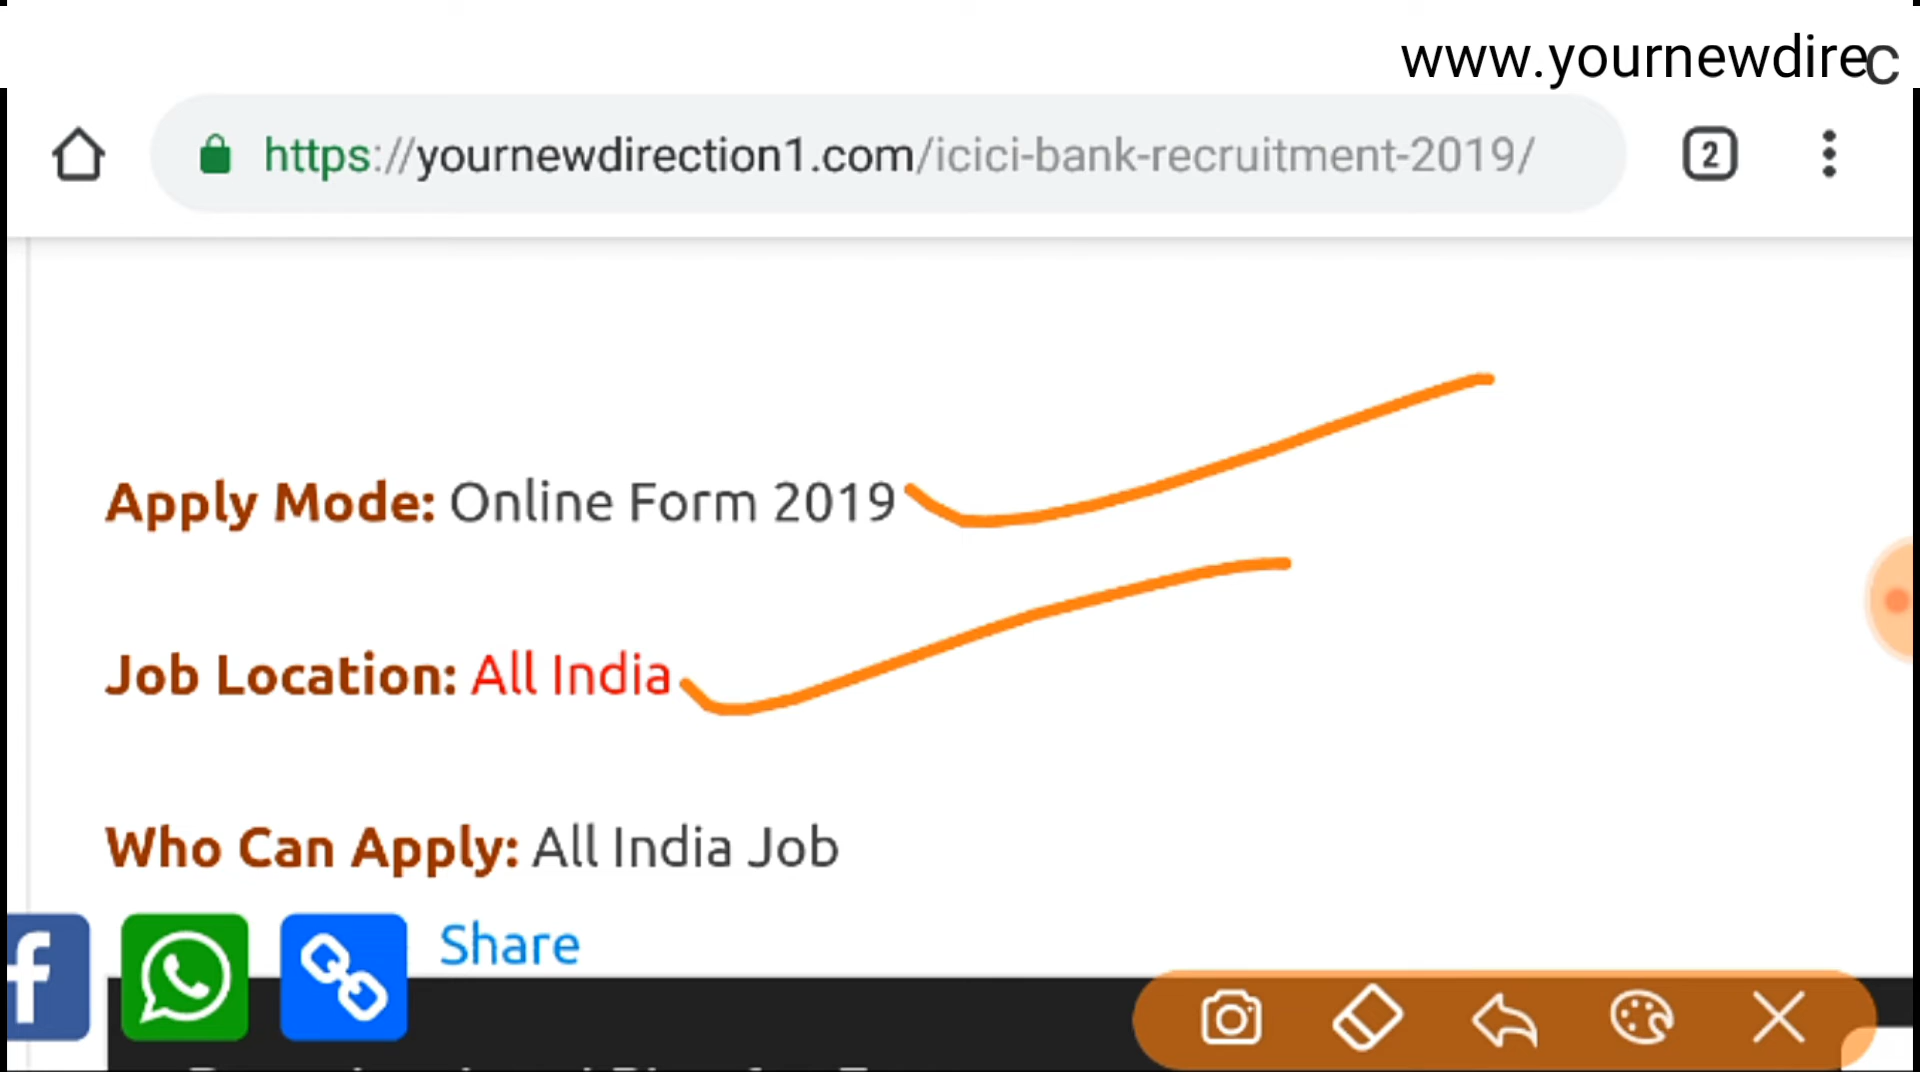 www.yournewdirec
https://yournewdirection1.com/icici-bank-recruitment-2019/
2
Apply Mode: Online Form 2019
Job Location: All India
Who Can Apply: All India Job
Share